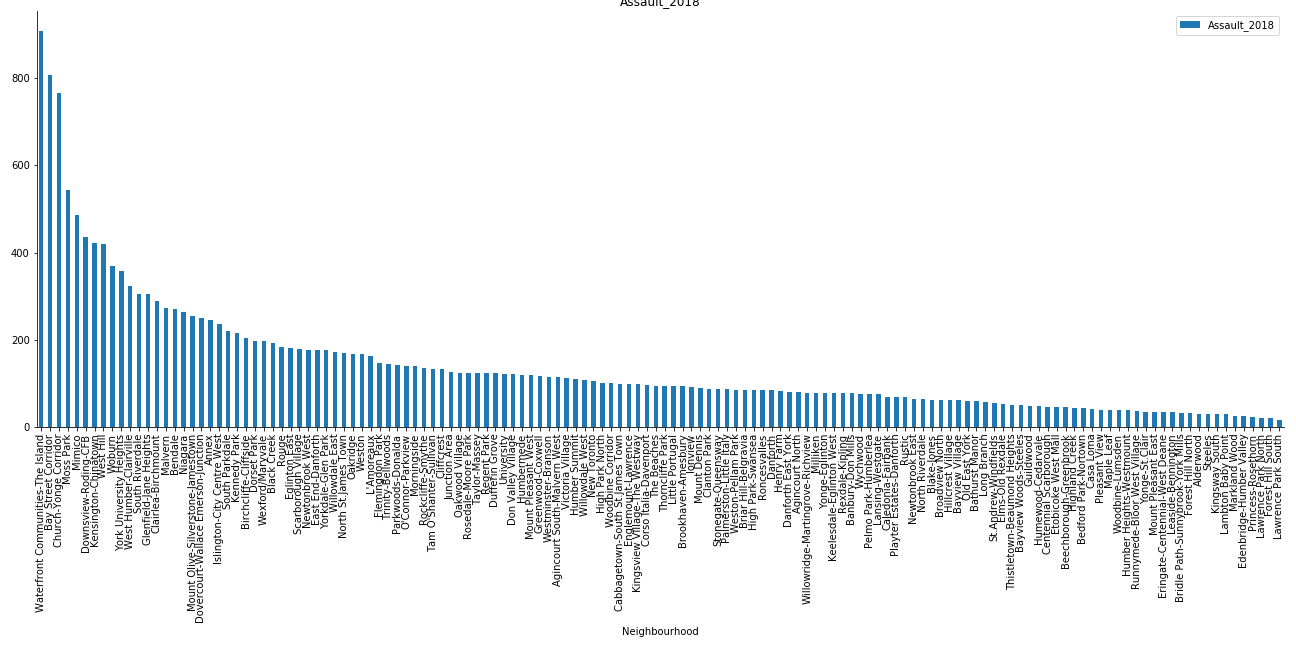 Assault_2018
Assault_2018
800
600
400
200
0
Waterfront Communities-The Island
Bay Street Corridor
Church-Yonge Corridor
Moss Park
Mimico
Downsview-Roding-CFB
Kensington-Chinatown
West Hill
Woburn
York University Heights
West Humber-Clairville
South Riverdale
Glenfield-Jane Heights
Clairlea-Birchmount
Malvern
Bendale
Niagara
Mount Olive-Silverstone-Jamestown
Dovercourt-Wallace Emerson-Junction
Annex
Islington-City Centre West
South Parkdale
Kennedy Park
Birchcliffe-Cliffside
Dorset Park
Wexford/Maryvale
Black Creek
Rouge
Eglinton East
Scarborough Village
Newtonbrook West
East End-Danforth
Yorkdale-Glen Park
Willowdale East
North St.James Town
Oakridge
Weston
L'Amoreaux
Flemingdon Park
Trinity-Bellwoods
Parkwoods-Donalda
O'Connor-Parkview
Morningside
Rockcliffe-Smythe
Tam O'Shanter-Sullivan
Cliffcrest
Junction Area
Oakwood Village
Rosedale-Moore Park
Taylor-Massey
Regent Park
Dufferin Grove
University
Don Valley Village
Humbermede
Mount Pleasant West
Greenwood-Coxwell
Westminster-Branson
Agincourt South-Malvern West
Victoria Village
Humber Summit
Willowdale West
New Toronto
High Park North
Woodbine Corridor
Cabbagetown-South St.James Town
Englemount-Lawrence
Kingsview Village-The Westway
Corso Italia-Davenport
The Beaches
Thorncliffe Park
Little Portugal
Brookhaven-Amesbury
Ionview
Mount Dennis
Clanton Park
Stonegate-Queensway
Palmerston-Little Italy
Weston-Pellam Park
Briar Hill-Belgravia
High Park-Swansea
Roncesvalles
Danforth
Henry Farm
Danforth East York
Agincourt North
Willowridge-Martingrove-Richview
Milliken
Yonge-Eglinton
Keelesdale-Eglinton West
Rexdale-Kipling
Banbury-Don Mills
Wychwood
Pelmo Park-Humberlea
Lansing-Westgate
Caledonia-Fairbank
Playter Estates-Danforth
Rustic
Newtonbrook East
North Riverdale
Blake-Jones
Broadview North
Hillcrest Village
Bayview Village
Old East York
Bathurst Manor
Long Branch
St.Andrew-Windfields
Elms-Old Rexdale
Thistletown-Beaumond Heights
Bayview Woods-Steeles
Guildwood
Humewood-Cedarvale
Centennial Scarborough
Etobicoke West Mall
Beechborough-Greenbrook
Highland Creek
Bedford Park-Nortown
Casa Loma
Pleasant View
Maple Leaf
Woodbine-Lumsden
Humber Heights-Westmount
Runnymede-Bloor West Village
Yonge-St.Clair
Mount Pleasant East
Eringate-Centennial-West Deane
Leaside-Bennington
Bridle Path-Sunnybrook-York Mills
Forest Hill North
Alderwood
Steeles
Kingsway South
Lambton Baby Point
Markland Wood
Edenbridge-Humber Valley
Princess-Rosethorn
Lawrence Park North
Forest Hill South
Lawrence Park South
Neighbourhood